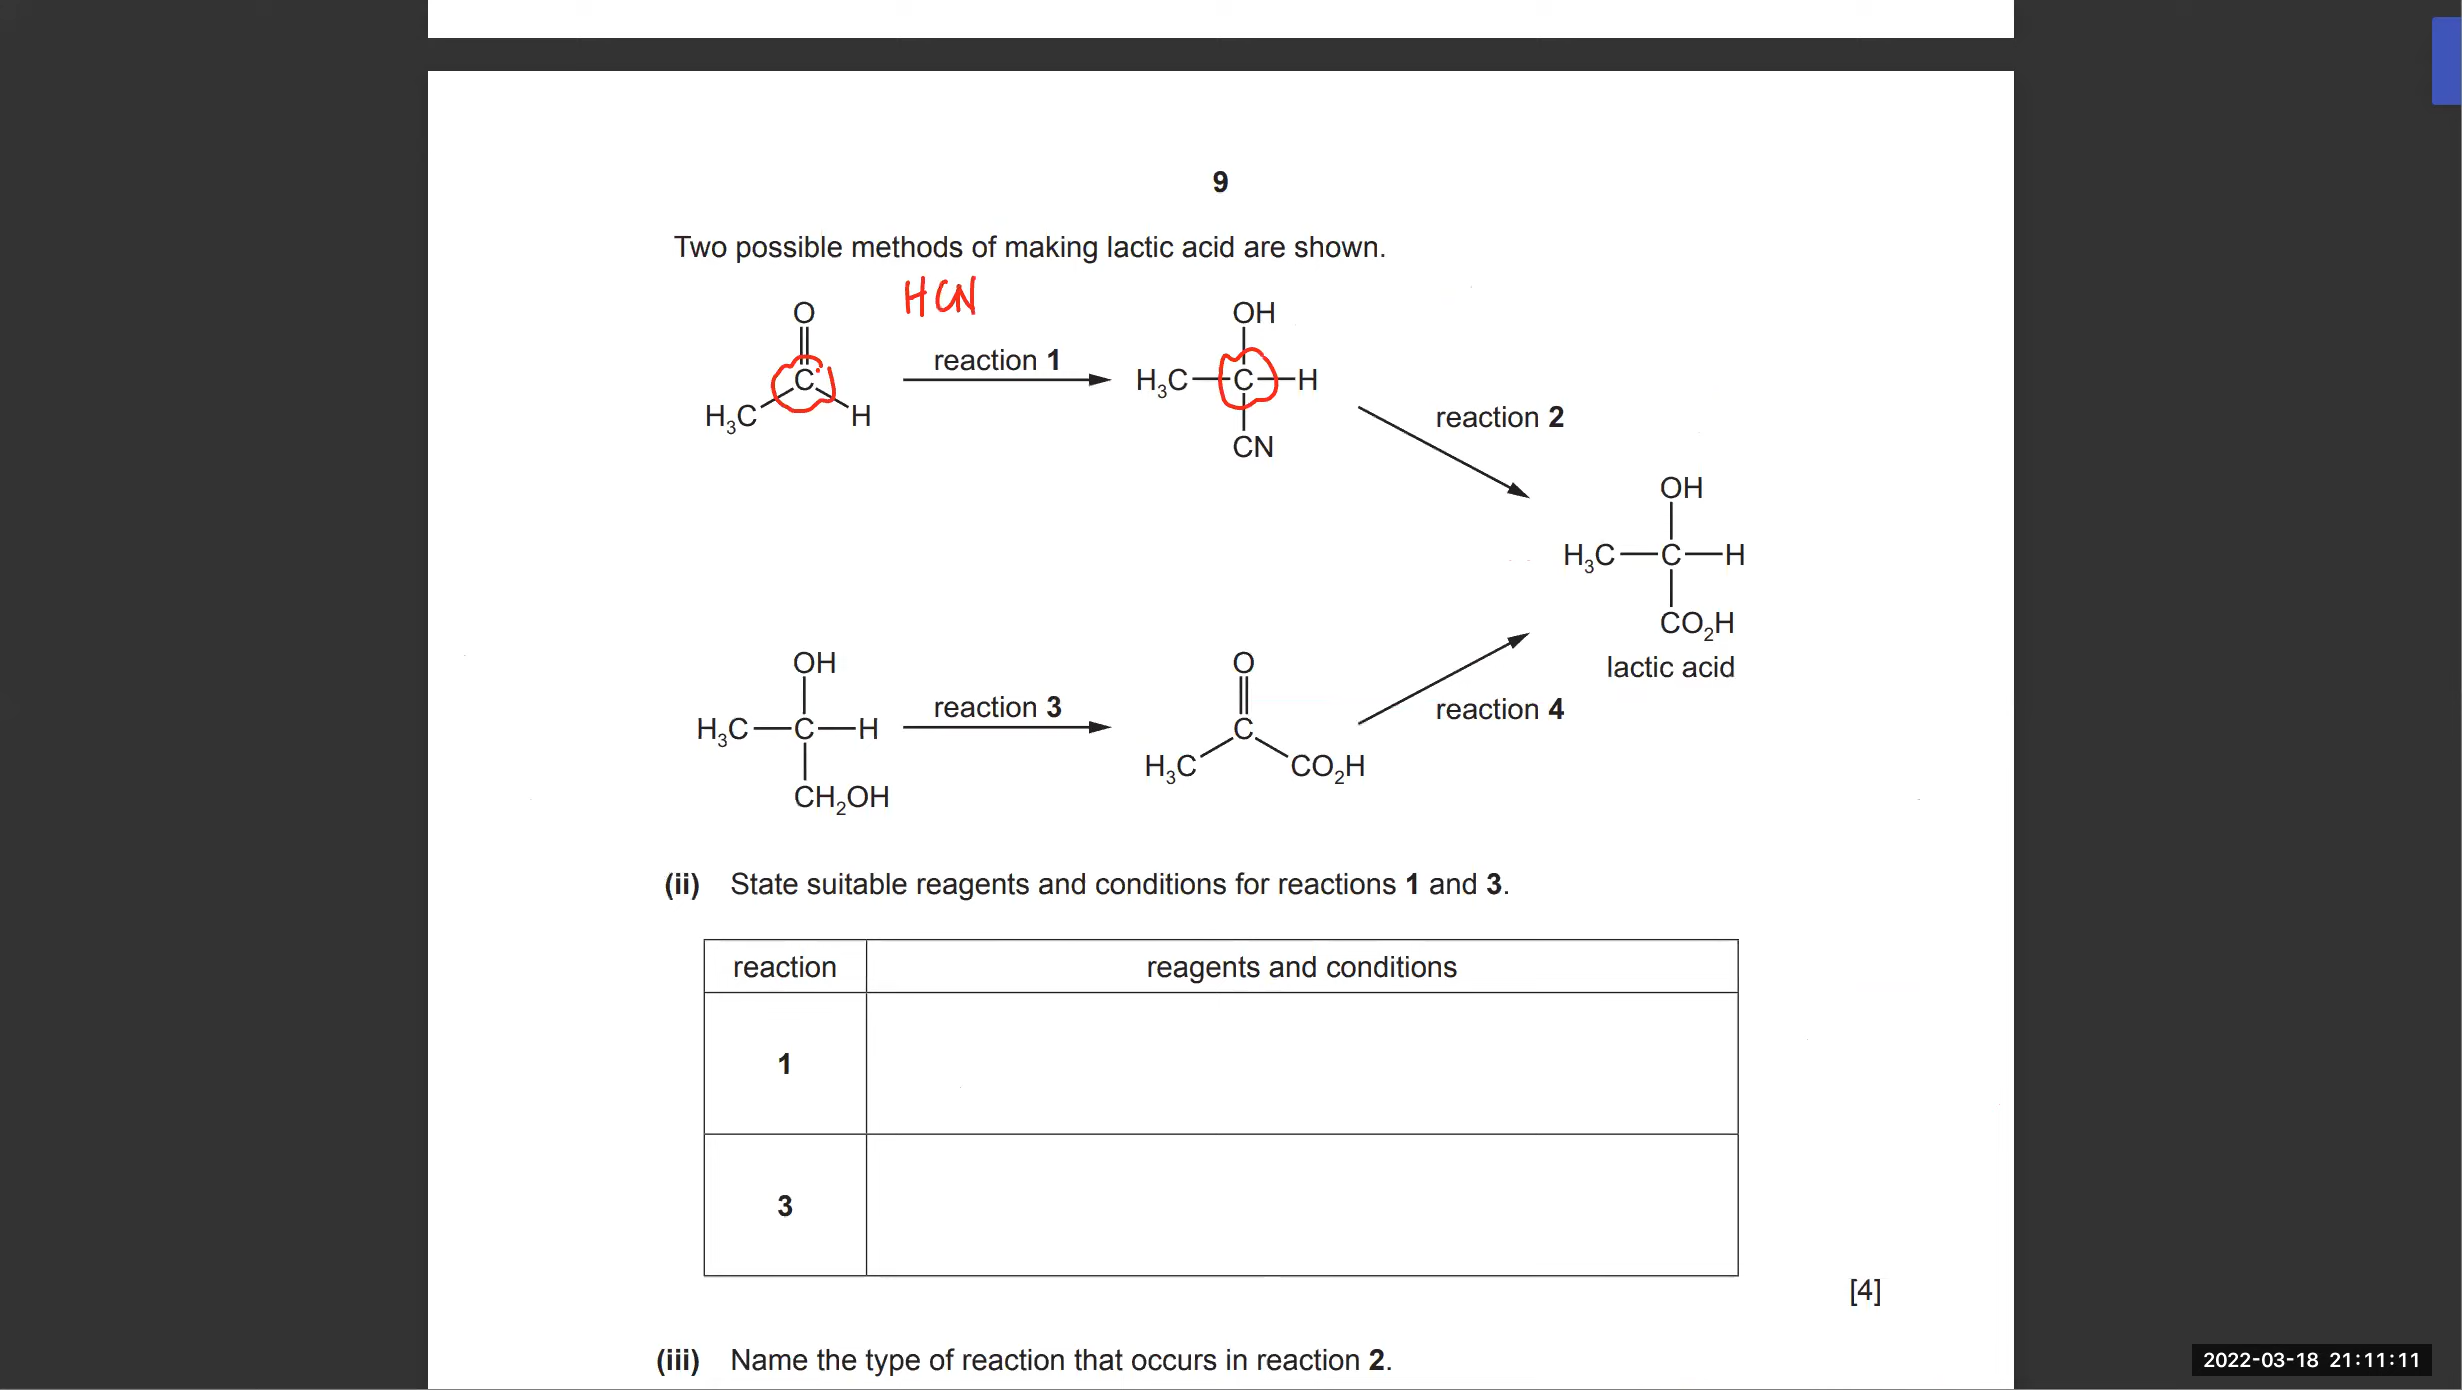 9
Two possible methods of making lactic acid are shown.
HCN
O
C
H₃C
H
reaction 1
OH
H₃C—C—H
CN
reaction 2
OH
H₃C—C—H
CO₂H
lactic acid
OH
H₃C—C—H
CH₂OH
reaction 3
O
C
H₃C
CO₂H
reaction 4
(ii) State suitable reagents and conditions for reactions 1 and 3.
reaction reagents and conditions
1
3
[4]
(iii) Name the type of reaction that occurs in reaction 2.
2022-03-18 21:11:11